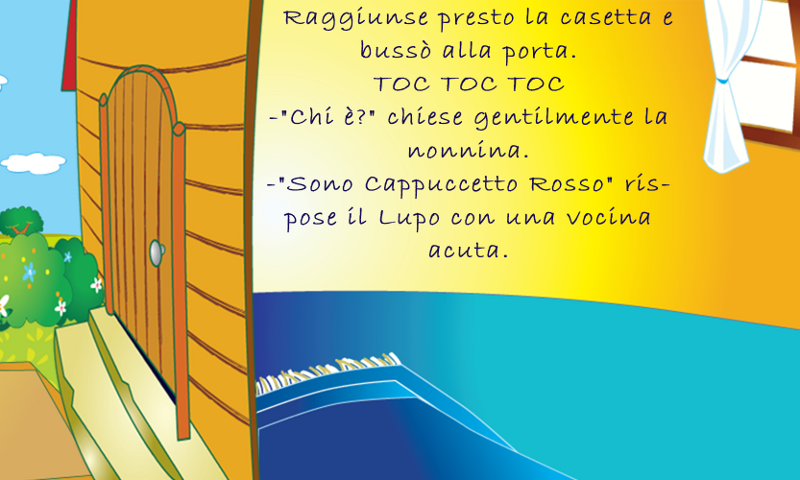 Raggiunse presto la casetta e
bussò alla porta.
TOC TOC TOC
-"Chi è?" chiese gentilmente la
nonnina.
-"Sono Cappuccetto Rosso" ris-
pose il Lupo con una vocina
acuta.